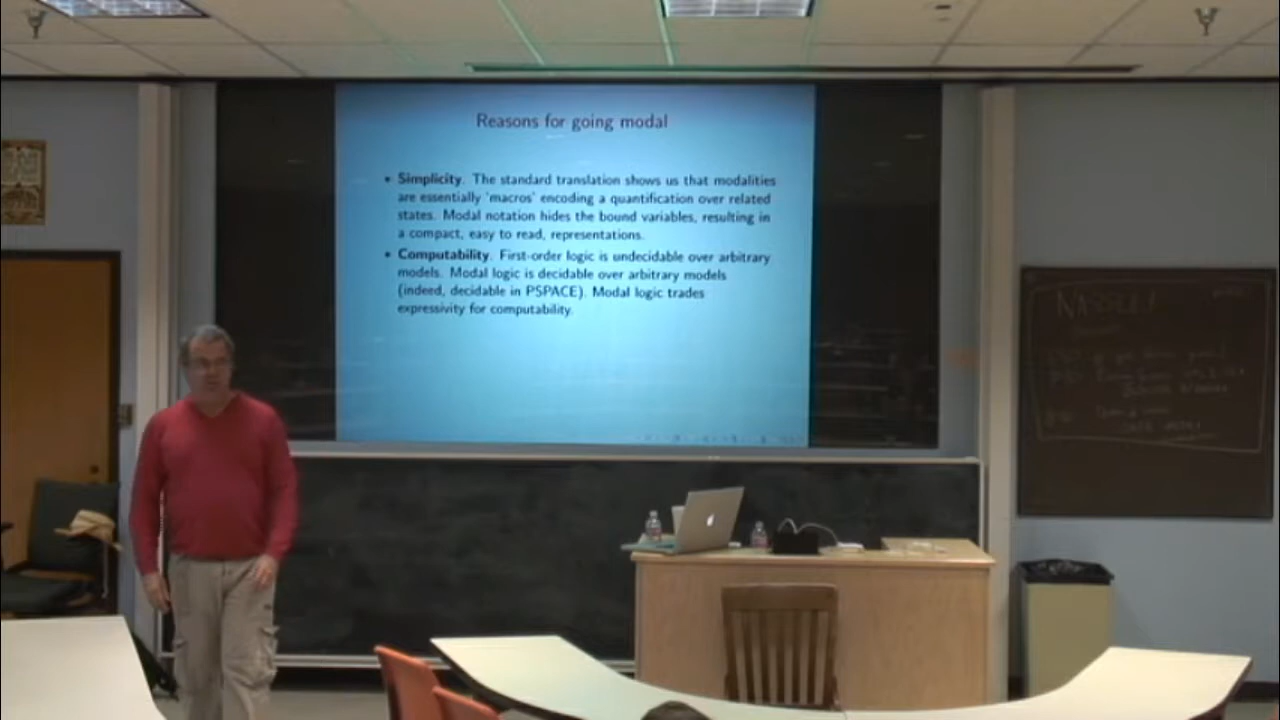 Reasons for going modal
• Simplicity. The standard translation shows us that modalities
are essentially 'macros' encoding a quantification over related
states. Modal notation hides the bound variables, resulting in
a compact, easy to read, representations.
• Computability. First-order logic is undecidable over arbitrary
models. Modal logic is decidable over arbitrary models
(indeed, decidable in PSPACE). Modal logic trades
expressivity for computability.